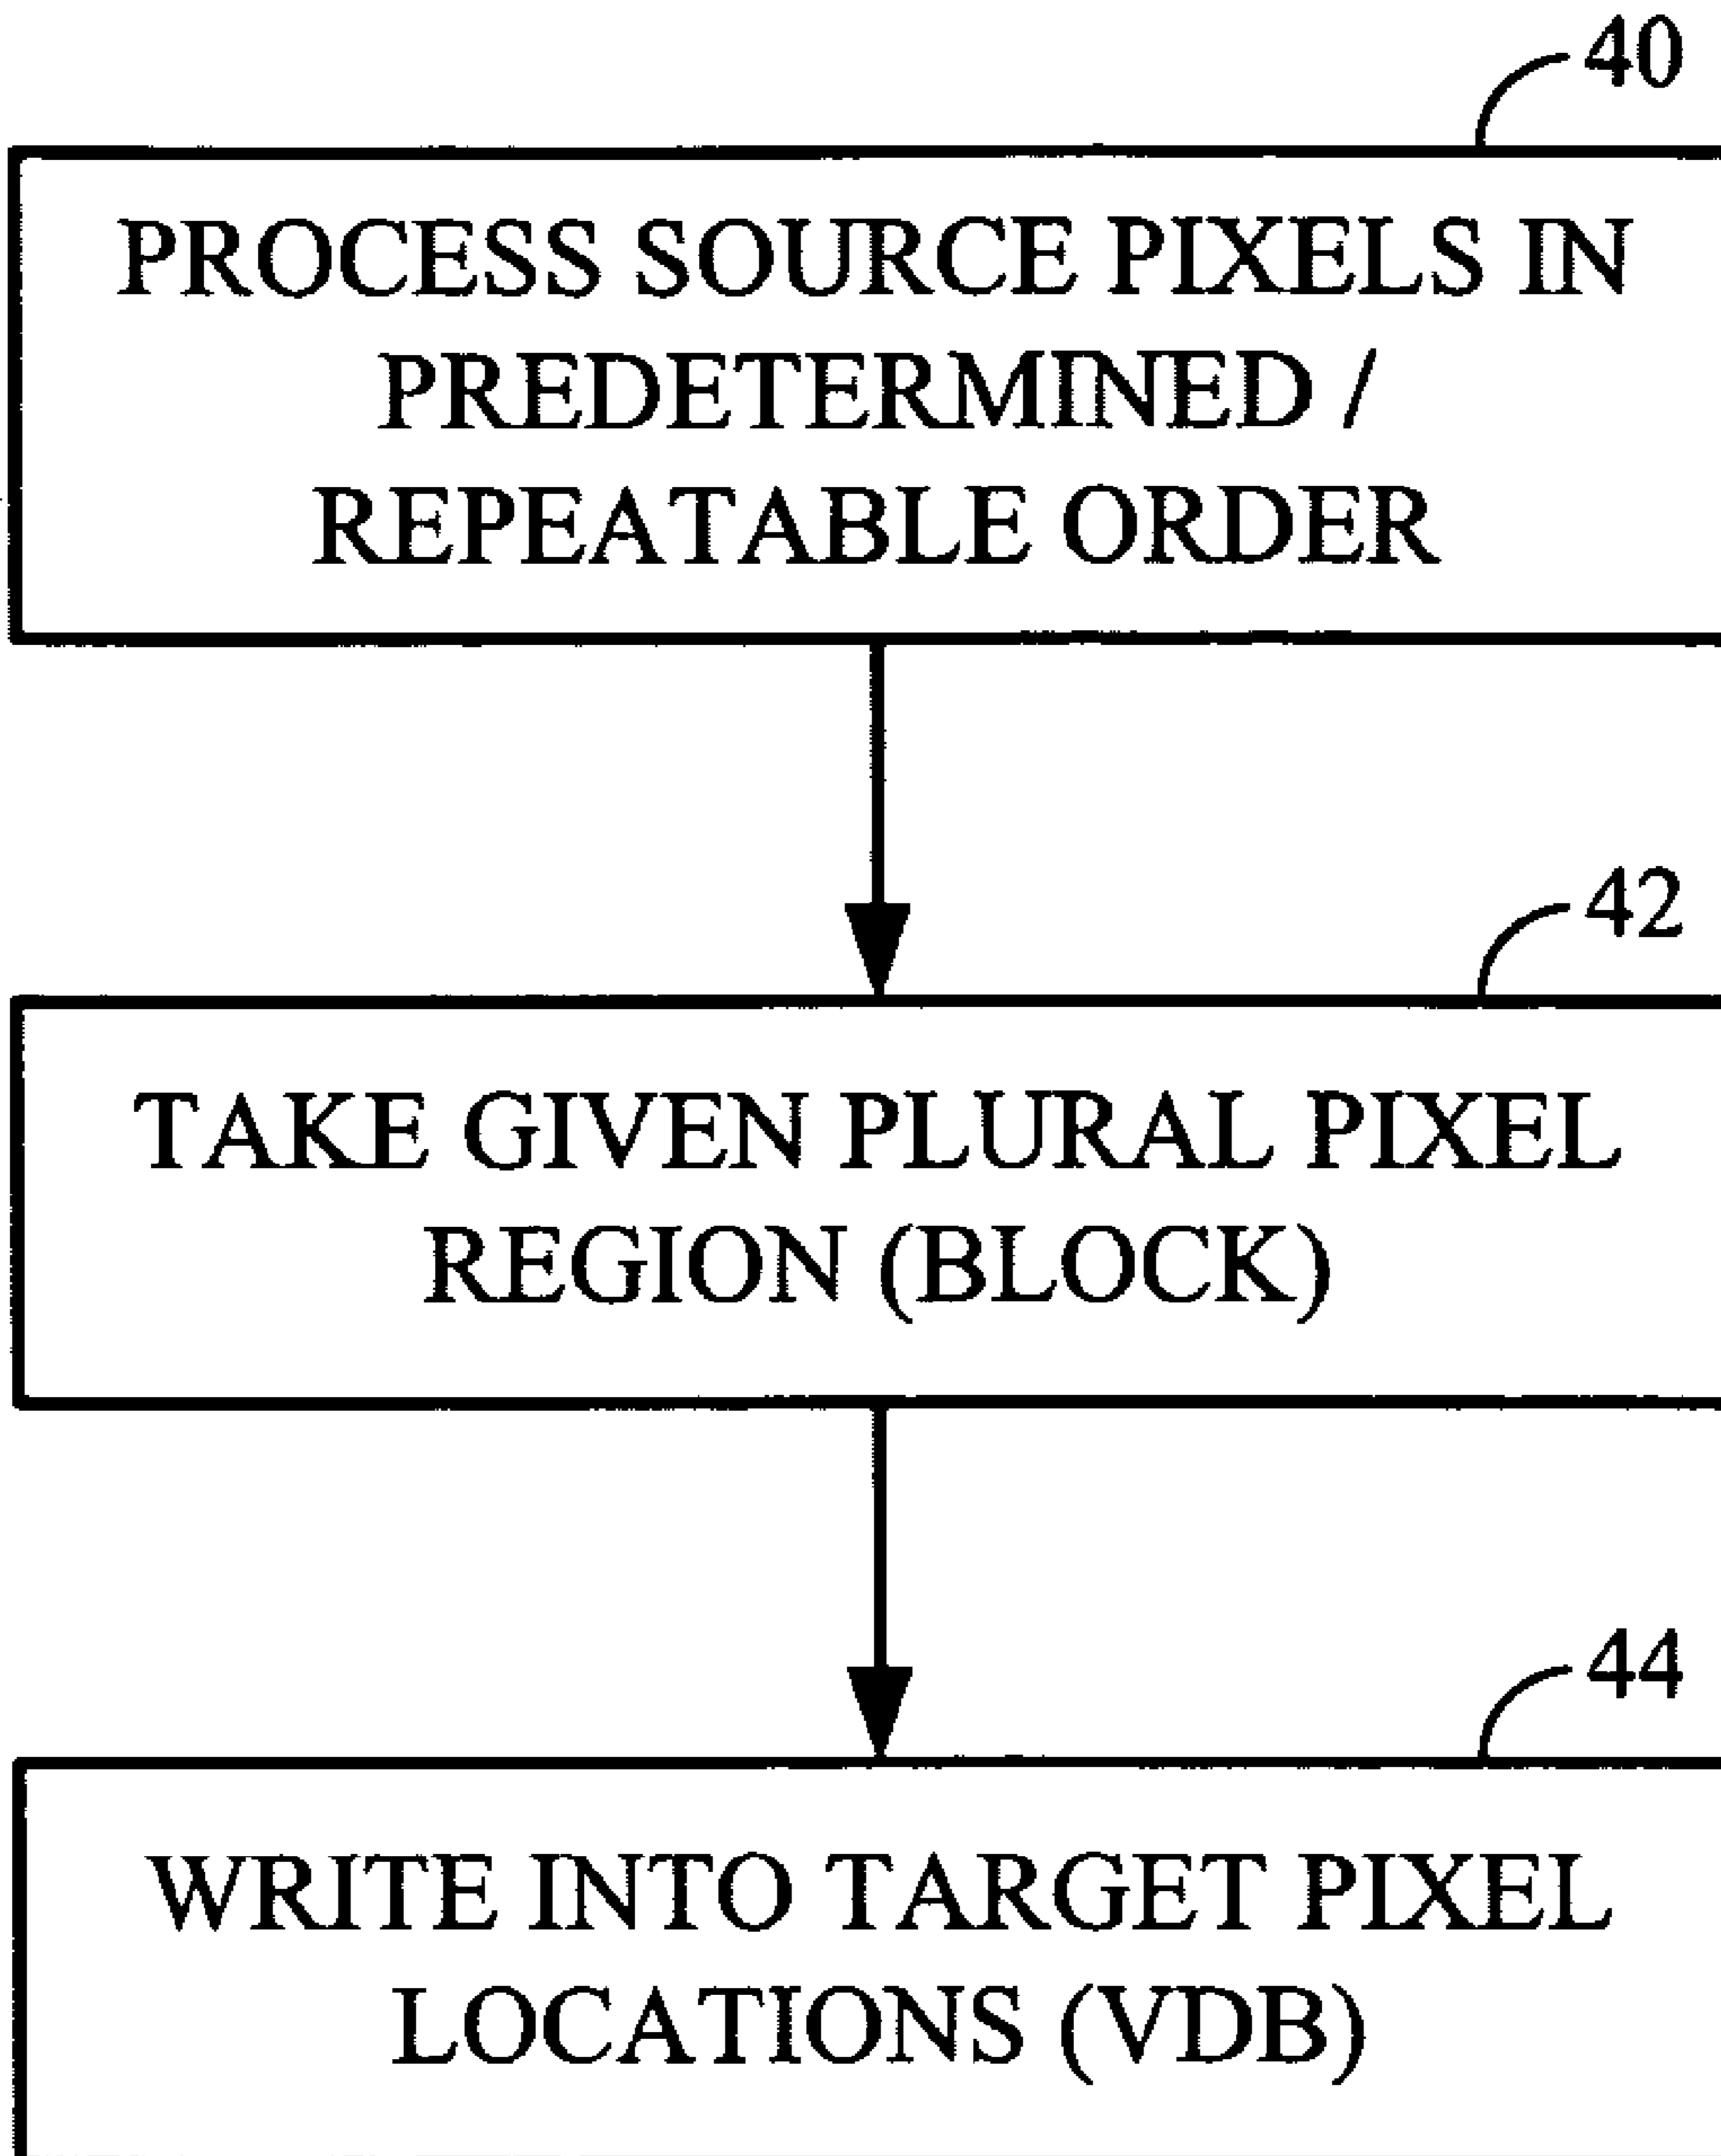 40
PROCESS SOURCE PIXELS IN
PREDETERMINED /
REPEATABLE ORDER
42
TAKE GIVEN PLURAL PIXEL
REGION (BLOCK)
44
WRITE INTO TARGET PIXEL
LOCATIONS (VDB)